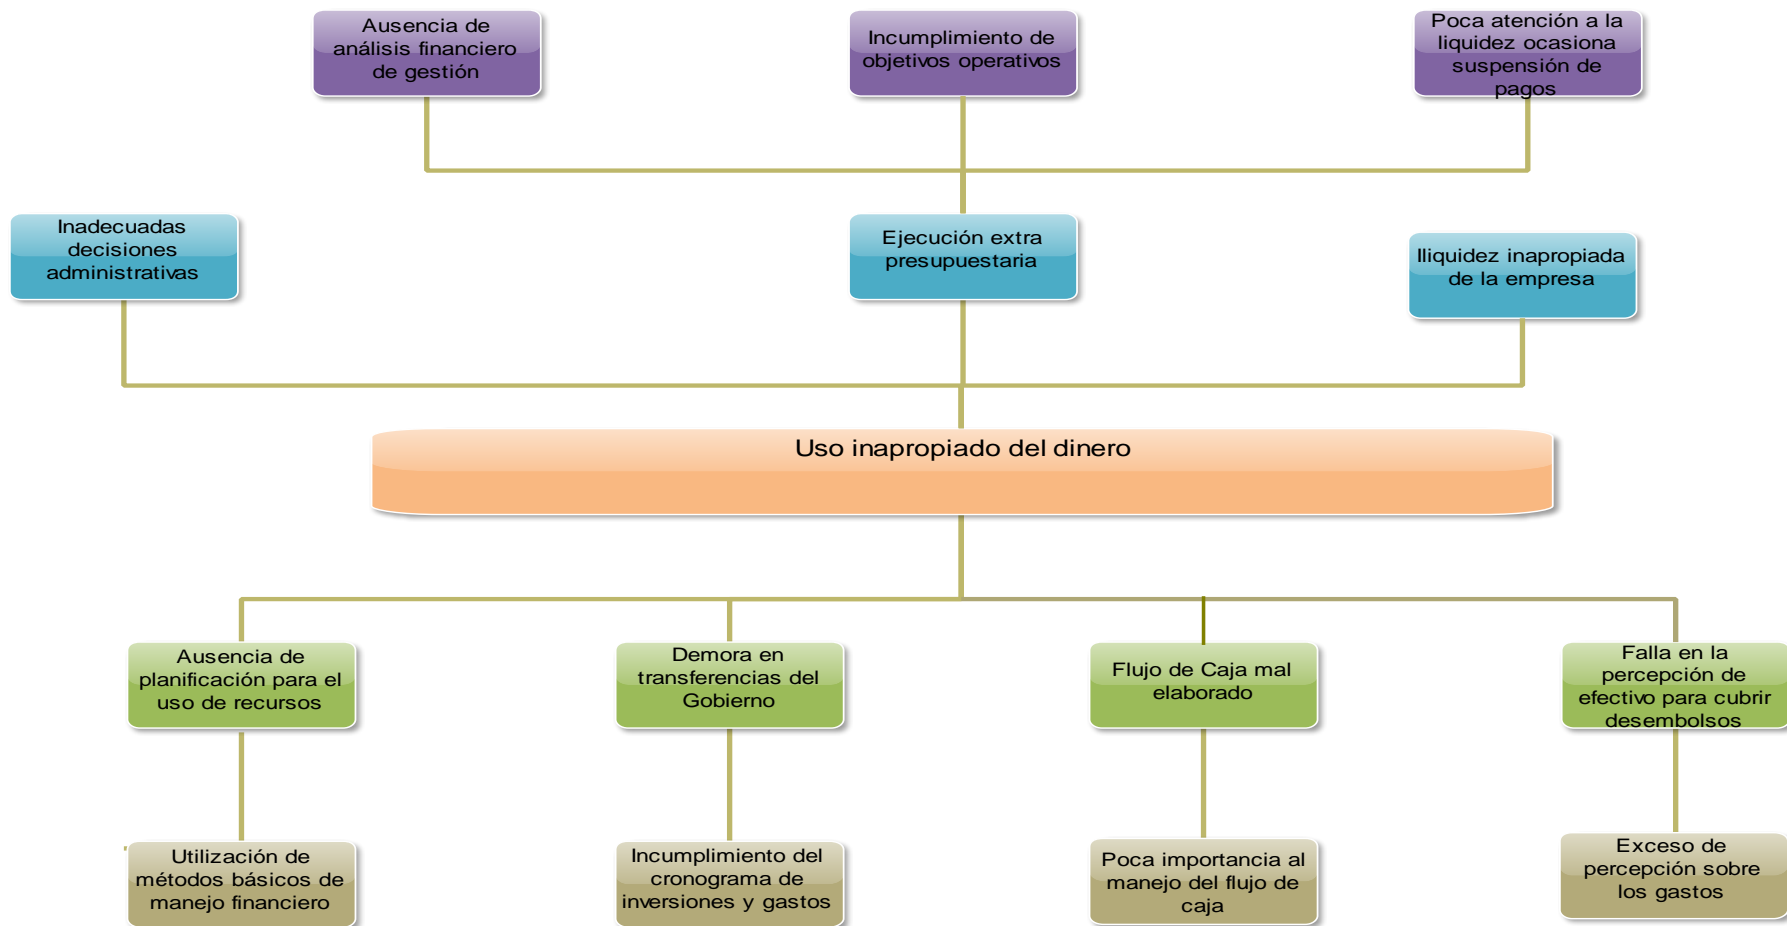 Ausencia de
análisis financiero
de gestión
Incumplimiento de
objetivos operativos
Poca atención a la
liquidez ocasiona
suspensión de
pagos
Inadecuadas
decisiones
administrativas
Ejecución extra
presupuestaria
Iliquidez inapropiada
de la empresa
Uso inapropiado del dinero
Ausencia de
planificación para el
uso de recursos
Demora en
transferencias del
Gobierno
Flujo de Caja mal
elaborado
Falla en la
percepción de
efectivo para cubrir
desembolsos
Utilización de
métodos básicos de
manejo financiero
Incumplimiento del
cronograma de
inversiones y gastos
Poca importancia al
manejo del flujo de
caja
Exceso de
percepción sobre
los gastos